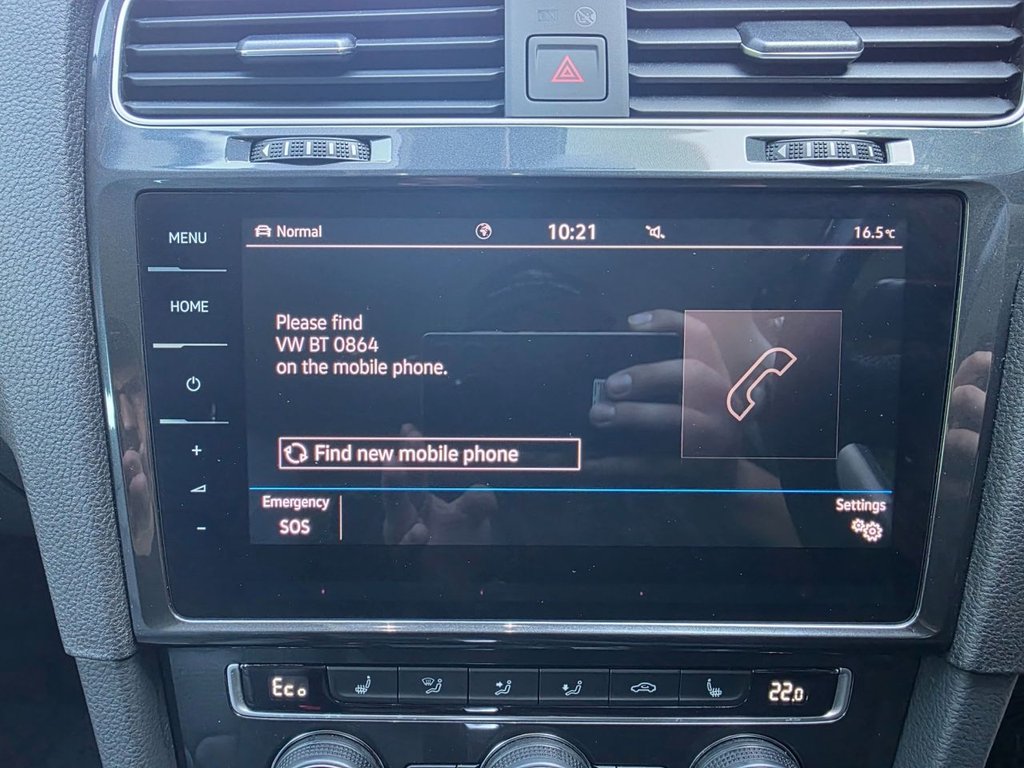 MENU
Normal
10:21
16.5°C
HOME
Please find
VW BT 0864
on the mobile phone.
Find new mobile phone
+
-
Emergency
SOS
Settings
Eco
22.0